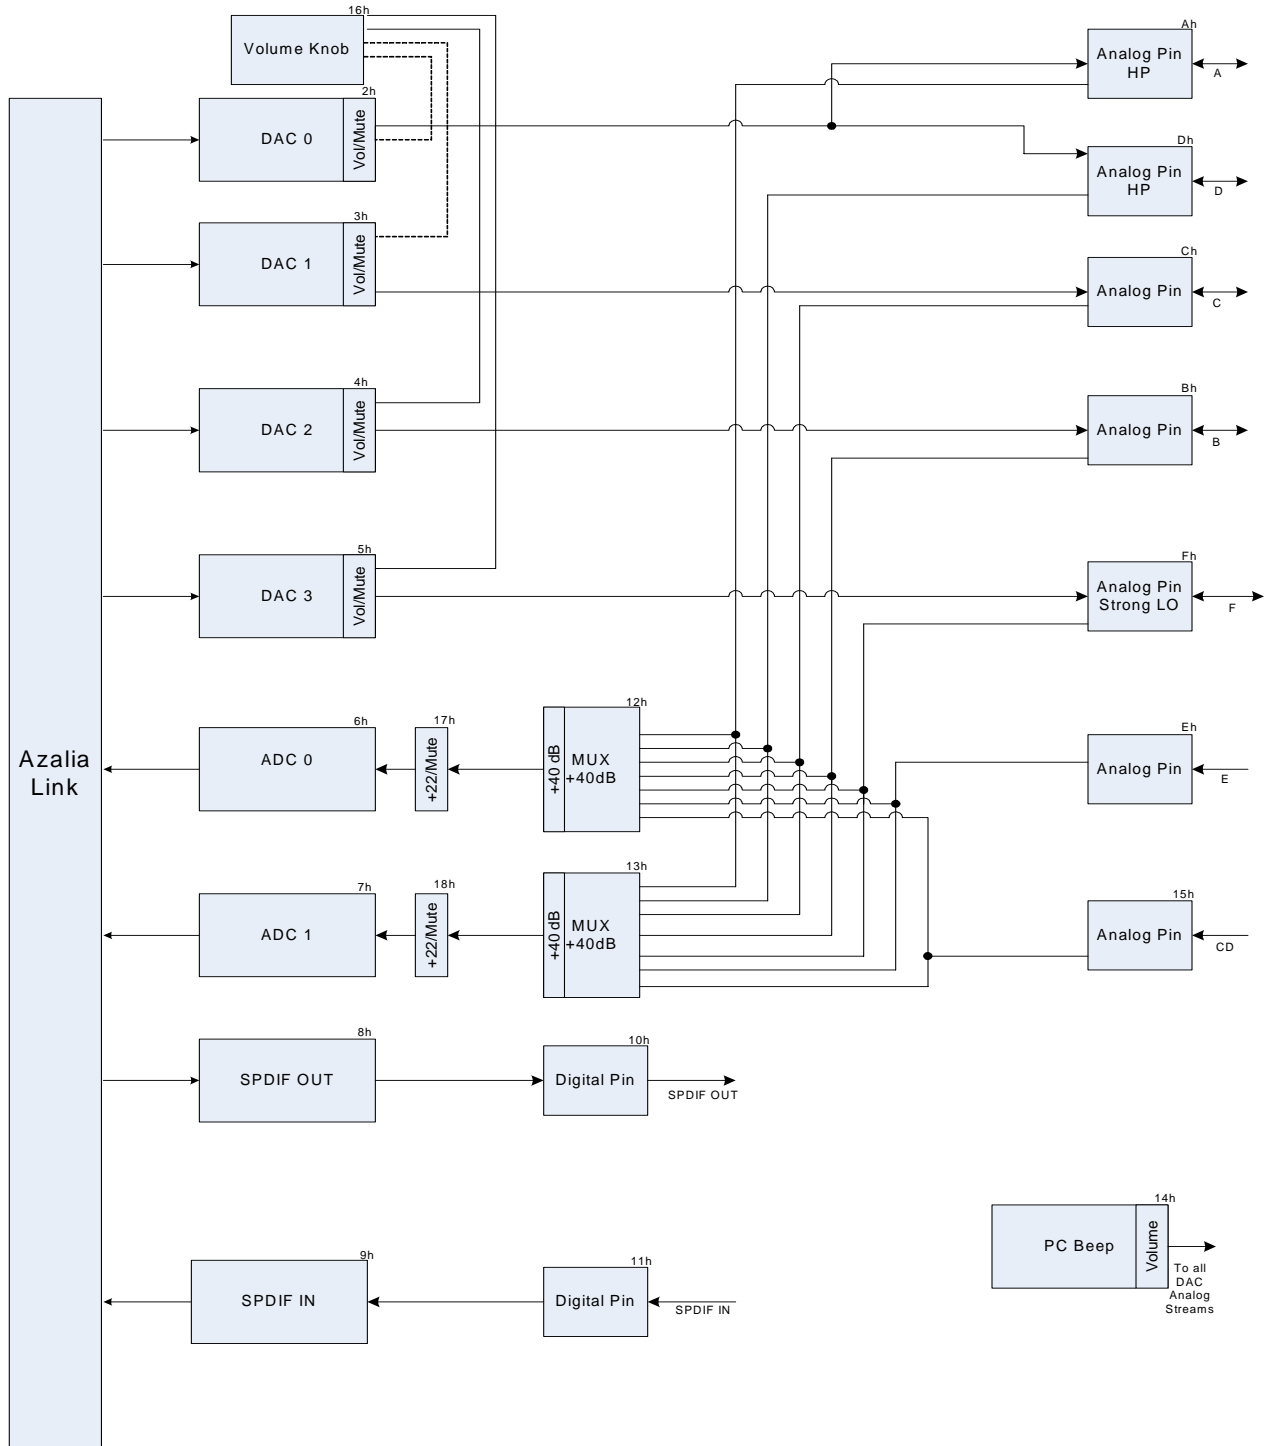 16h
Volume Knob
Ah
Analog Pin
HP
A
2h
DAC 0
Vol/Mute
Dh
Analog Pin
HP
D
3h
DAC 1
Vol/Mute
Ch
Analog Pin
C
4h
DAC 2
Vol/Mute
Bh
Analog Pin
B
5h
DAC 3
Vol/Mute
Fh
Analog Pin
Strong LO
F
Azalia
Link
6h
ADC 0
17h
+22/Mute
12h
+40 dB
MUX
+40dB
Eh
Analog Pin
E
7h
ADC 1
18h
+22/Mute
13h
+40 dB
MUX
+40dB
15h
Analog Pin
CD
8h
SPDIF OUT
10h
Digital Pin
SPDIF OUT
14h
PC Beep
Volume
To all
DAC
Analog
Streams
9h
SPDIF IN
11h
Digital Pin
SPDIF IN